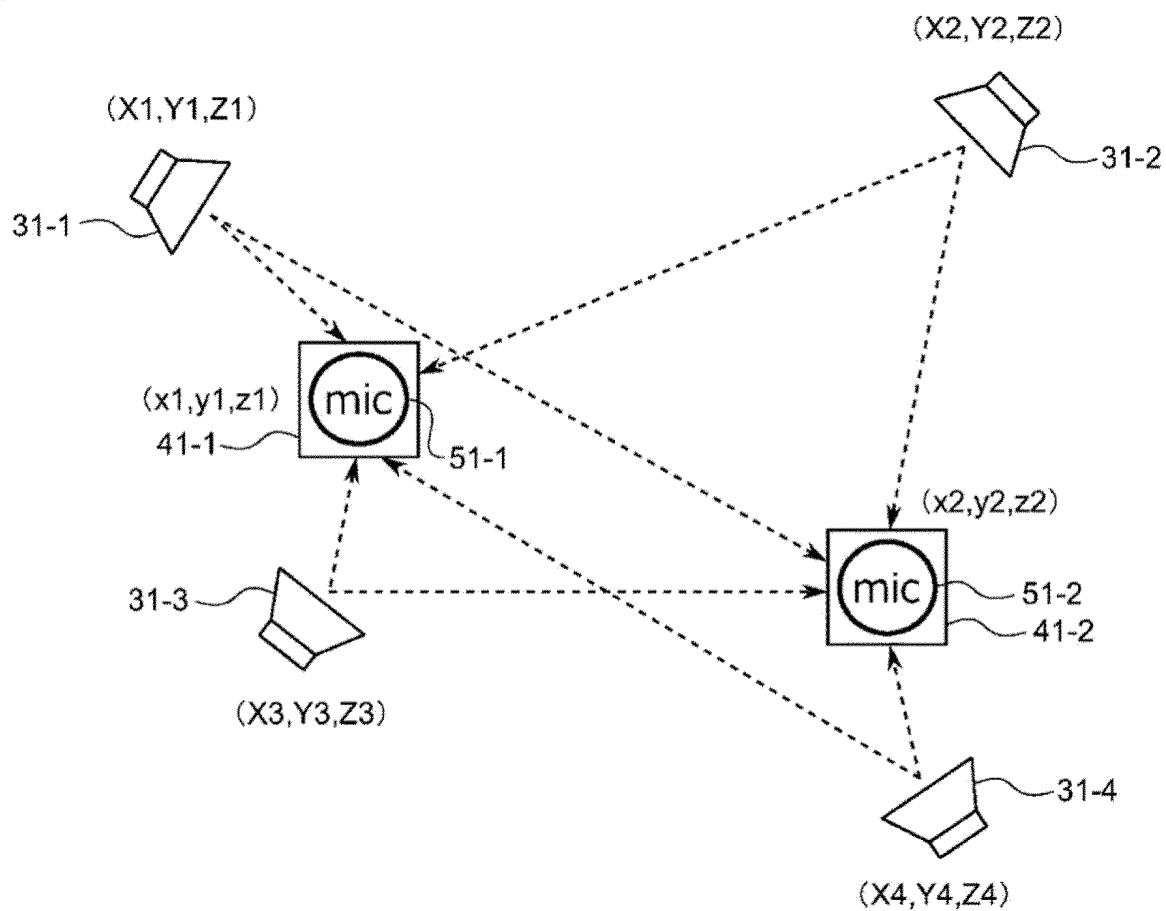 (X2,Y2,Z2)
(X1,Y1,Z1)
31-2
31-1
mic
(x1,y1,z1)
41-1
51-1
(x2,y2,z2)
mic
31-3
51-2
41-2
(X3,Y3,Z3)
31-4
(X4,Y4,Z4)